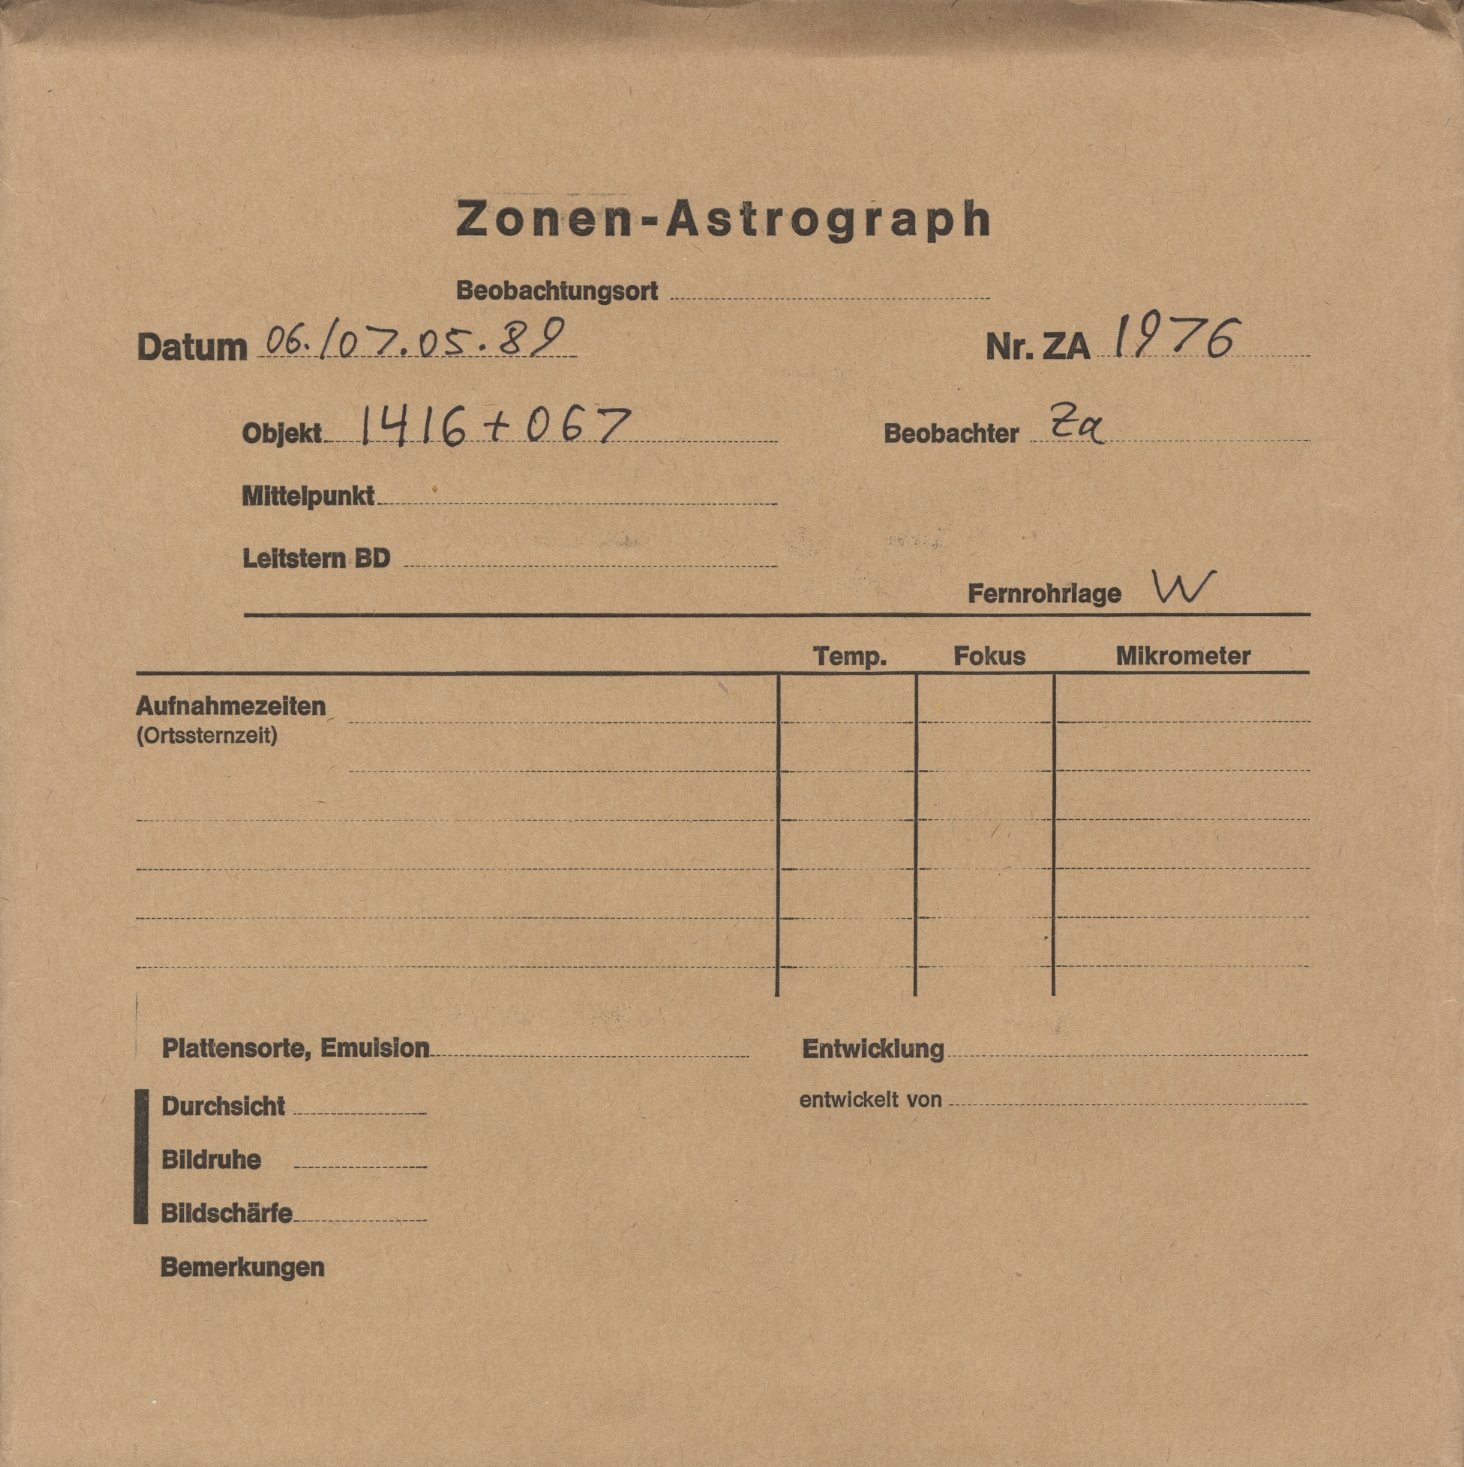 Zonen-Astrograph
Beobachtungsort
Datum 06./07.05.89 Nr. ZA 1976
Objekt 1416+067 Beobachter Za
Mittelpunkt
Leitstern BD
Fernrohrlage W
Temp. Fokus Mikrometer
Aufnahmezeiten
(Ortssternzeit)
Plattensorte, Emulsion Entwicklung
Durchsicht entwickelt von
Bildruhe
Bildschärfe
Bemerkungen